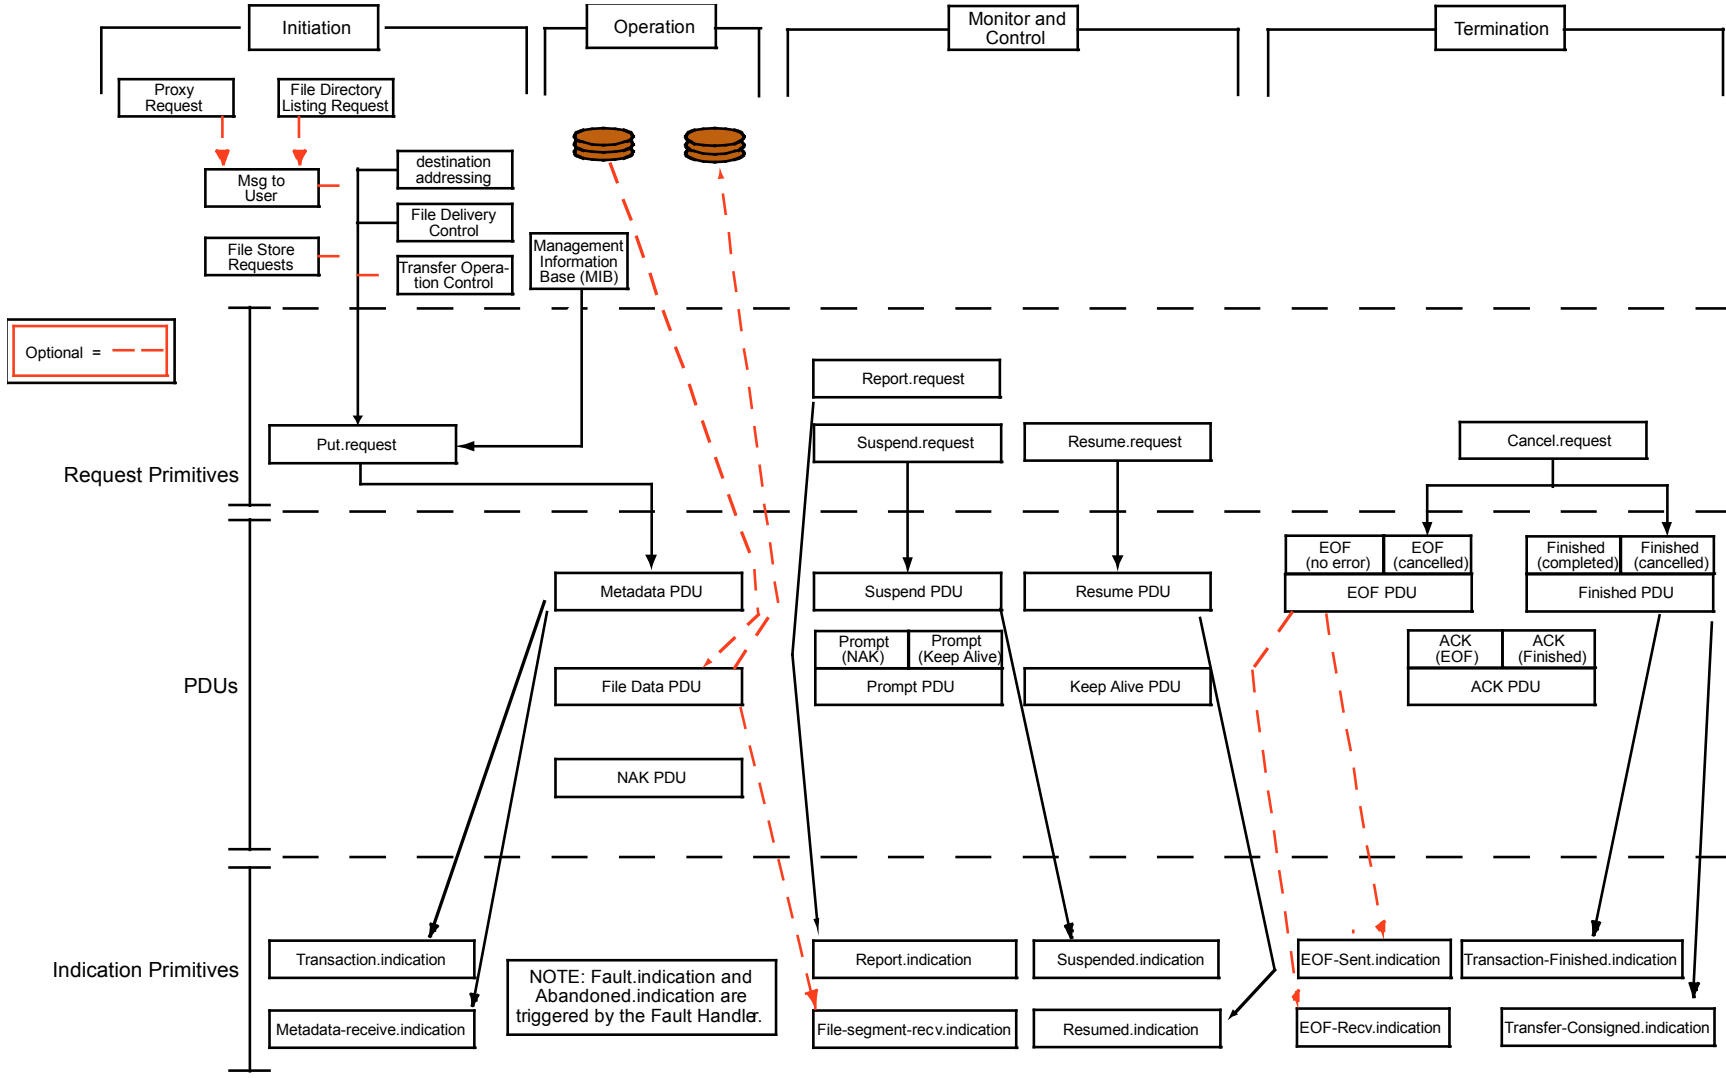 Initiation
Operation
Monitor and
Control
Termination
Proxy
Request
File Directory
Listing Request
Msg to
User
destination
addressing
File Delivery
Control
File Store
Requests
Transfer Opera-
tion Control
Management
Information
Base (MIB)
Optional =
Report.request
Put.request
Suspend.request
Resume.request
Cancel.request
Request Primitives
EOF
(no error)
EOF
(cancelled)
Finished
(completed)
Finished
(cancelled)
Metadata PDU
Suspend PDU
Resume PDU
EOF PDU
Finished PDU
Prompt
(NAK)
Prompt
(Keep Alive)
ACK
(EOF)
ACK
(Finished)
PDUs
File Data PDU
Prompt PDU
Keep Alive PDU
ACK PDU
NAK PDU
Indication Primitives
Transaction.indication
NOTE: Fault.indication and
Abandoned.indication are
triggered by the Fault Handler.
Report.indication
Suspended.indication
EOF-Sent.indication
Transaction-Finished.indication
Metadata-receive.indication
File-segment-recv.indication
Resumed.indication
EOF-Recv.indication
Transfer-Consigned.indication